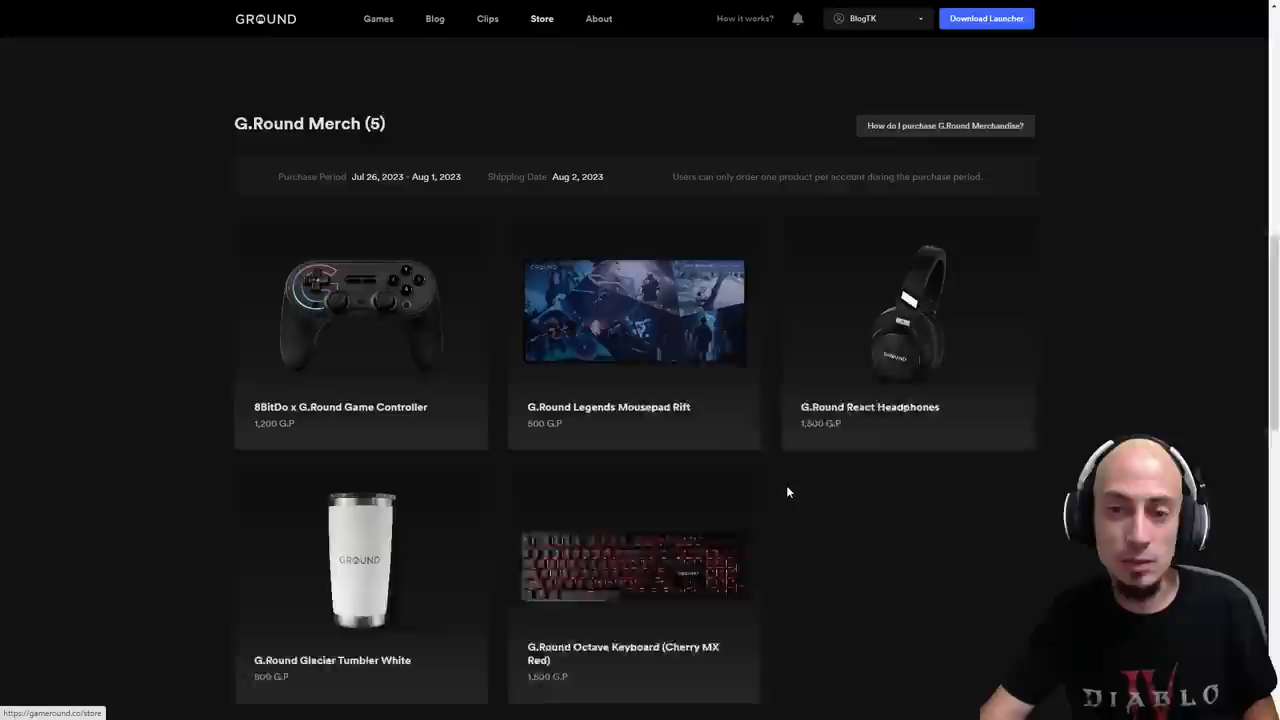 GROUND
Games
Blog
Clips
Store
About
How it works?
BlogTK
Download Launcher
G.Round Merch (5)
How do I purchase G.Round Merchandise?
Purchase Period Jul 26, 2023 - Aug 1, 2023
Shipping Date Aug 2, 2023
Users can only order one product per account during the purchase period.
GROUND
8BitDo x G.Round Game Controller
1,200 G.P
G.Round Legends Mousepad Rift
500 G.P
GROUND
G.Round React Headphones
1,500 G.P
GROUND
G.Round Glacier Tumbler White
G.Round Octave Keyboard (Cherry MX
Red)
1,500 G.P
DIABLO
IV
https://gameround.co/store